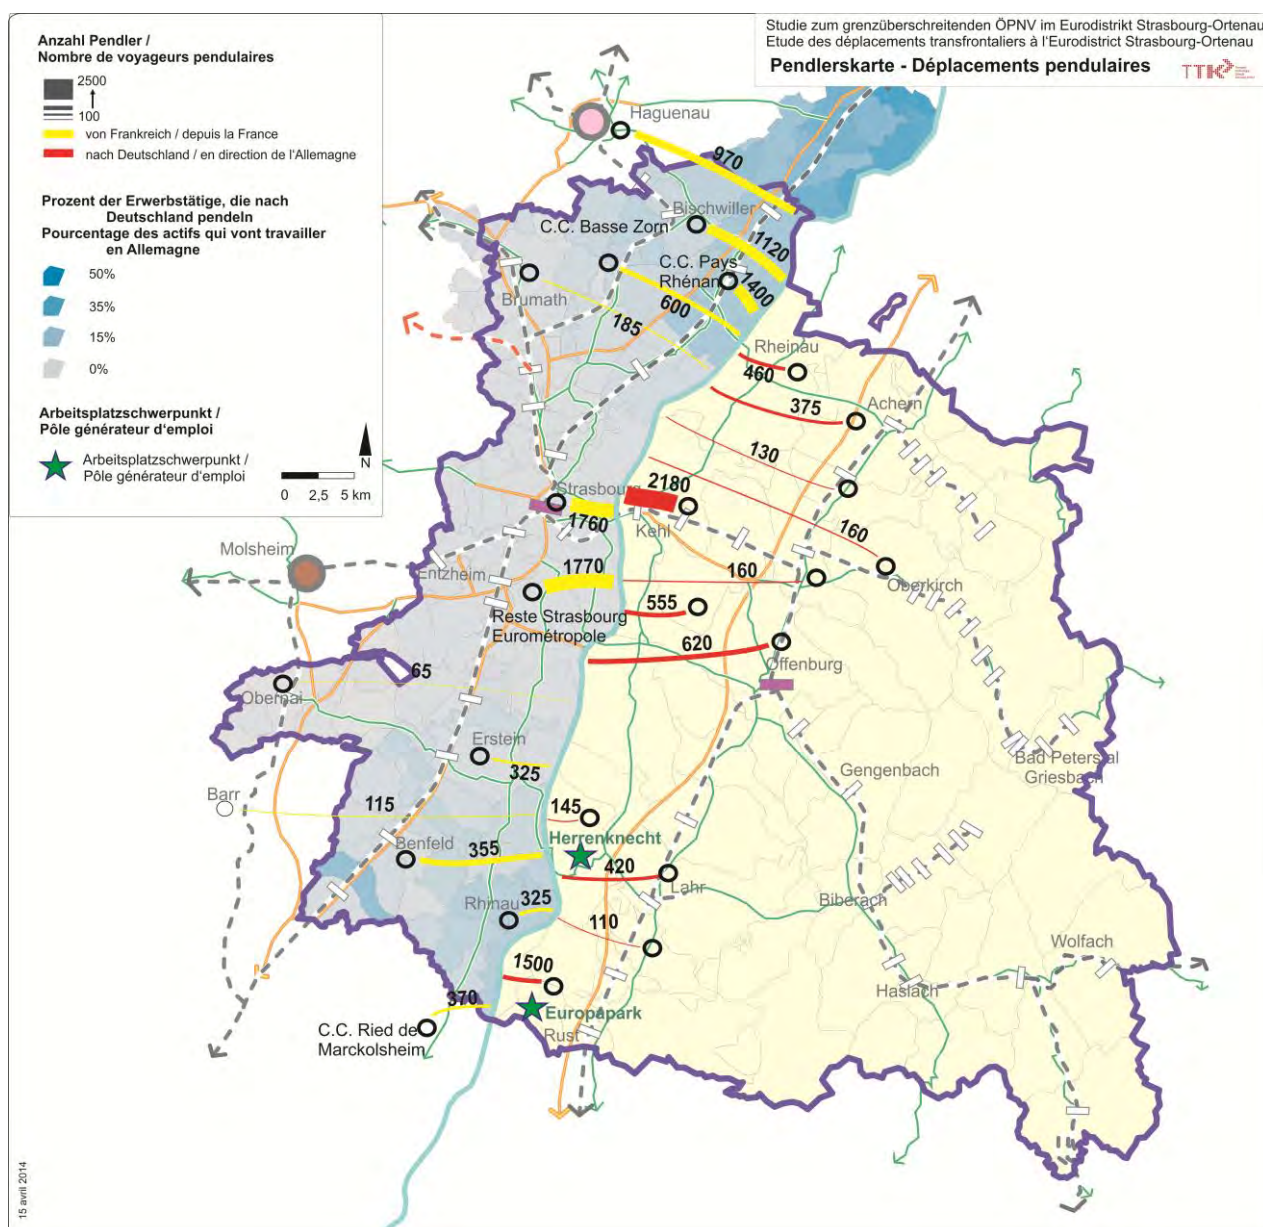 Studie zum grenzüberschreitenden ÖPNV im Eurodistrikt Strasbourg-Ortenau
Etude des déplacements transfrontaliers à l'Eurodistrict Strasbourg-Ortenau
Pendlerskarte - Déplacements pendulaires
TTK
Anzahl Pendler /
Nombre de voyageurs pendulaires
2500
100
von Frankreich / depuis la France
nach Deutschland / en direction de l'Allemagne
Prozent der Erwerbstätige, die nach
Deutschland pendeln
Pourcentage des actifs qui vont travailler
en Allemagne
50%
35%
15%
0%
Arbeitsplatzschwerpunkt /
Pôle générateur d'emploi
Arbeitsplatzschwerpunkt /
Pôle générateur d'emploi
N
0 2,5 5 km
Haguenau
970
Bischwiller
C.C. Basse Zorn
1120
C.C. Pays
Rhénan
1400
Brumath
600
185
Rheinau
460
375
Achern
130
Strasbourg
2180
1760
Kehl
160
Molsheim
Entzheim
1770
160
Oberkirch
Reste Strasbourg
Eurométropole
555
620
Offenburg
65
Obernai
Erstein
325
Bad Peterstal
Griesbach
Gengenbach
Barr
115
145
Herrenknecht
Benfeld
355
420
Lahr
Biberach
Rhinau
325
110
Wolfach
1500
Haslach
370
Europapark
Rust
C.C. Ried de
Marckolsheim
15 avril 2014